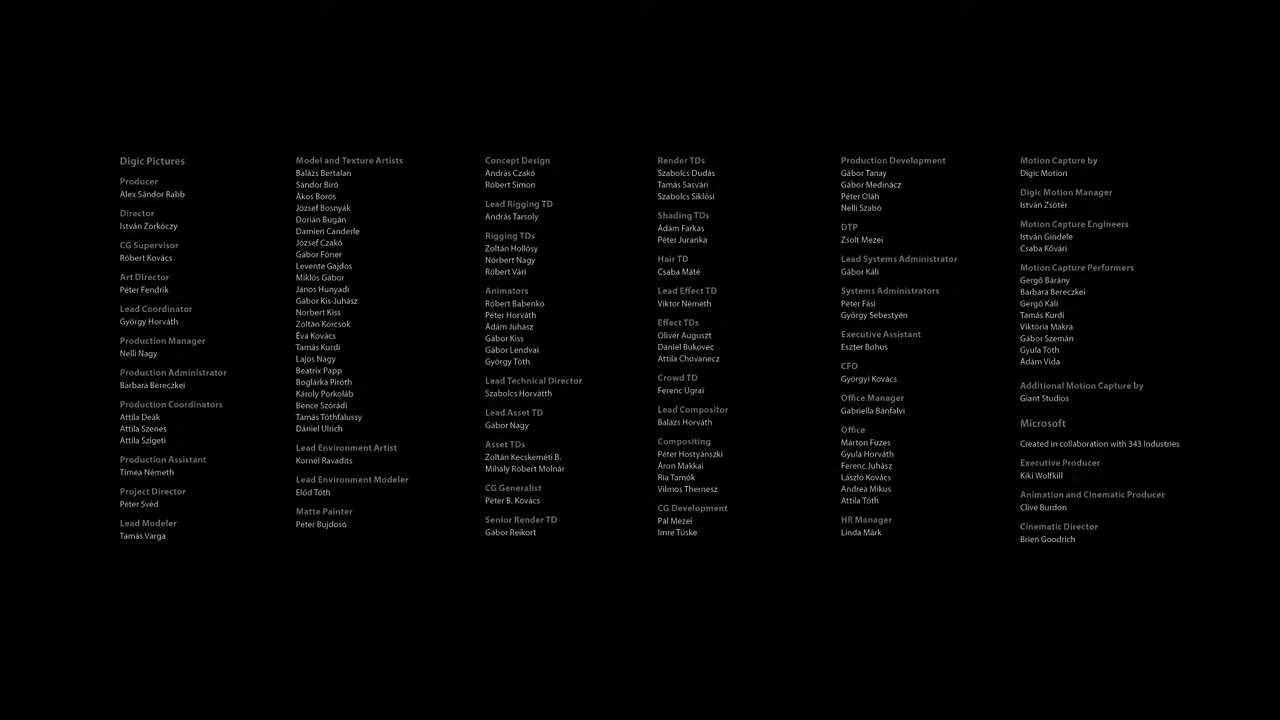 Digic Pictures
Producer
Alex Sándor Rabb
Director
István Zorkóczy
CG Supervisor
Róbert Kovács
Art Director
Péter Fendrik
Lead Coordinator
György Horváth
Production Manager
Nelli Nagy
Production Administrator
Barbara Bereczkei
Production Coordinators
Attila Deák
Attila Szenes
Attila Szigeti
Production Assistant
Tímea Németh
Project Director
Péter Svéd
Lead Modeler
Tamás Varga
Model and Texture Artists
Balázs Bertalan
Sándor Bíró
Ákos Boros
József Bosnyák
Dorián Bugán
Damien Canderle
József Czakó
Gábor Fóner
Levente Gajdos
Miklós Gábor
János Hunyadi
Gábor Kis-Juhász
Norbert Kiss
Zoltán Korcsok
Éva Kovács
Tamás Kurdi
Lajos Nagy
Beatrix Papp
Boglárka Piróth
Károly Porkoláb
Bence Szórádi
Tamás Tóthfalussy
Dániel Ulrich
Lead Environment Artist
Kornél Ravadits
Lead Environment Modeler
Előd Tóth
Matte Painter
Péter Bujdosó
Concept Design
András Czakó
Róbert Simon
Lead Rigging TD
András Tarsoly
Rigging TDs
Zoltán Hollósy
Norbert Nagy
Róbert Vári
Animators
Róbert Babenko
Péter Horváth
Ádám Juhász
Gábor Kiss
Gábor Lendvai
György Tóth
Lead Technical Director
Szabolcs Horvátth
Lead Asset TD
Gábor Nagy
Asset TDs
Zoltán Kecskeméti B.
Mihály Róbert Molnár
CG Generalist
Péter B. Kovács
Senior Render TD
Gábor Reikort
Render TDs
Szabolcs Dudás
Tamás Sasvári
Szabolcs Siklósi
Shading TDs
Ádám Farkas
Péter Juranka
Hair TD
Csaba Máté
Lead Effect TD
Viktor Németh
Effect TDs
Olivér Auguszt
Dániel Bukovec
Attila Chovanecz
Crowd TD
Ferenc Ugrai
Lead Compositor
Balázs Horváth
Compositing
Péter Hostyánszki
Áron Makkai
Ria Tamók
Vilmos Thernesz
CG Development
Pál Mezei
Imre Tüske
Production Development
Gábor Tanay
Gábor Medinácz
Péter Oláh
Nelli Szabó
DTP
Zsolt Mezei
Lead Systems Administrator
Gábor Káli
Systems Administrators
Péter Fási
György Sebestyén
Executive Assistant
Eszter Bohus
CFO
Györgyi Kovács
Office Manager
Gabriella Bánfalvi
Office
Márton Füzes
Gyula Horváth
Ferenc Juhász
László Kovács
Andrea Mikus
Attila Tóth
HR Manager
Linda Márk
Motion Capture by
Digic Motion
Digic Motion Manager
István Zsótér
Motion Capture Engineers
István Gindele
Csaba Kővári
Motion Capture Performers
Gergő Bárány
Barbara Bereczkei
Gergő Káli
Tamás Kurdi
Viktória Makra
Gábor Szemán
Gyula Tóth
Ádám Vida
Additional Motion Capture by
Giant Studios
Microsoft
Created in collaboration with 343 Industries
Executive Producer
Kiki Wolfkill
Animation and Cinematic Producer
Clive Burdon
Cinematic Director
Brien Goodrich